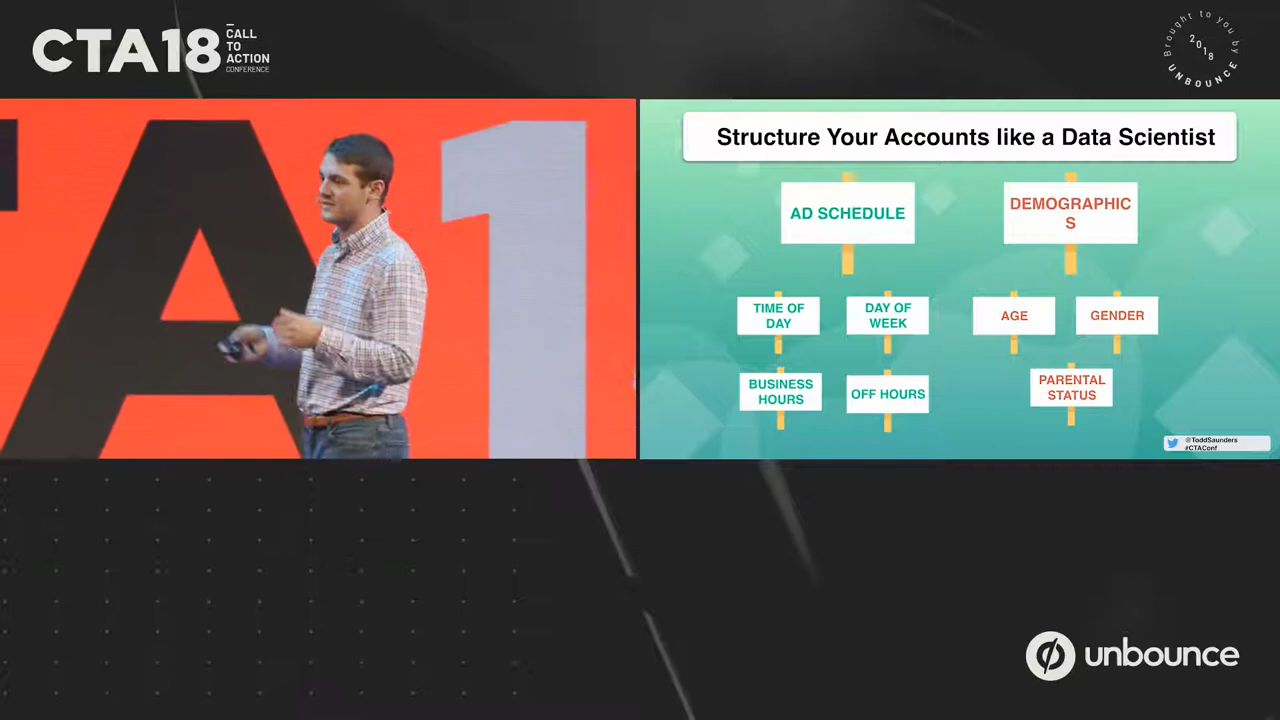 CTA18
CALL
TO
ACTION
CONFERENCE
Brought to you by
UNBOUNCE
2018
A1
Structure Your Accounts like a Data Scientist
AD SCHEDULE
DEMOGRAPHIC
S
TIME OF
DAY
DAY OF
WEEK
AGE
GENDER
BUSINESS
HOURS
OFF HOURS
PARENTAL
STATUS
@ToddSaunders
#CTAConf
unbounce